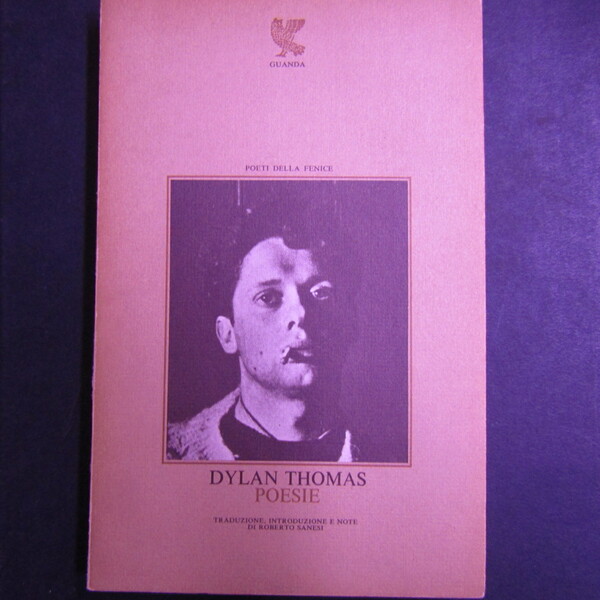 GUANDA
POETI DELLA FENICE
DYLAN THOMAS
POESIE
TRADUZIONE, INTRODUZIONE E NOTE
DI ROBERTO SANESI